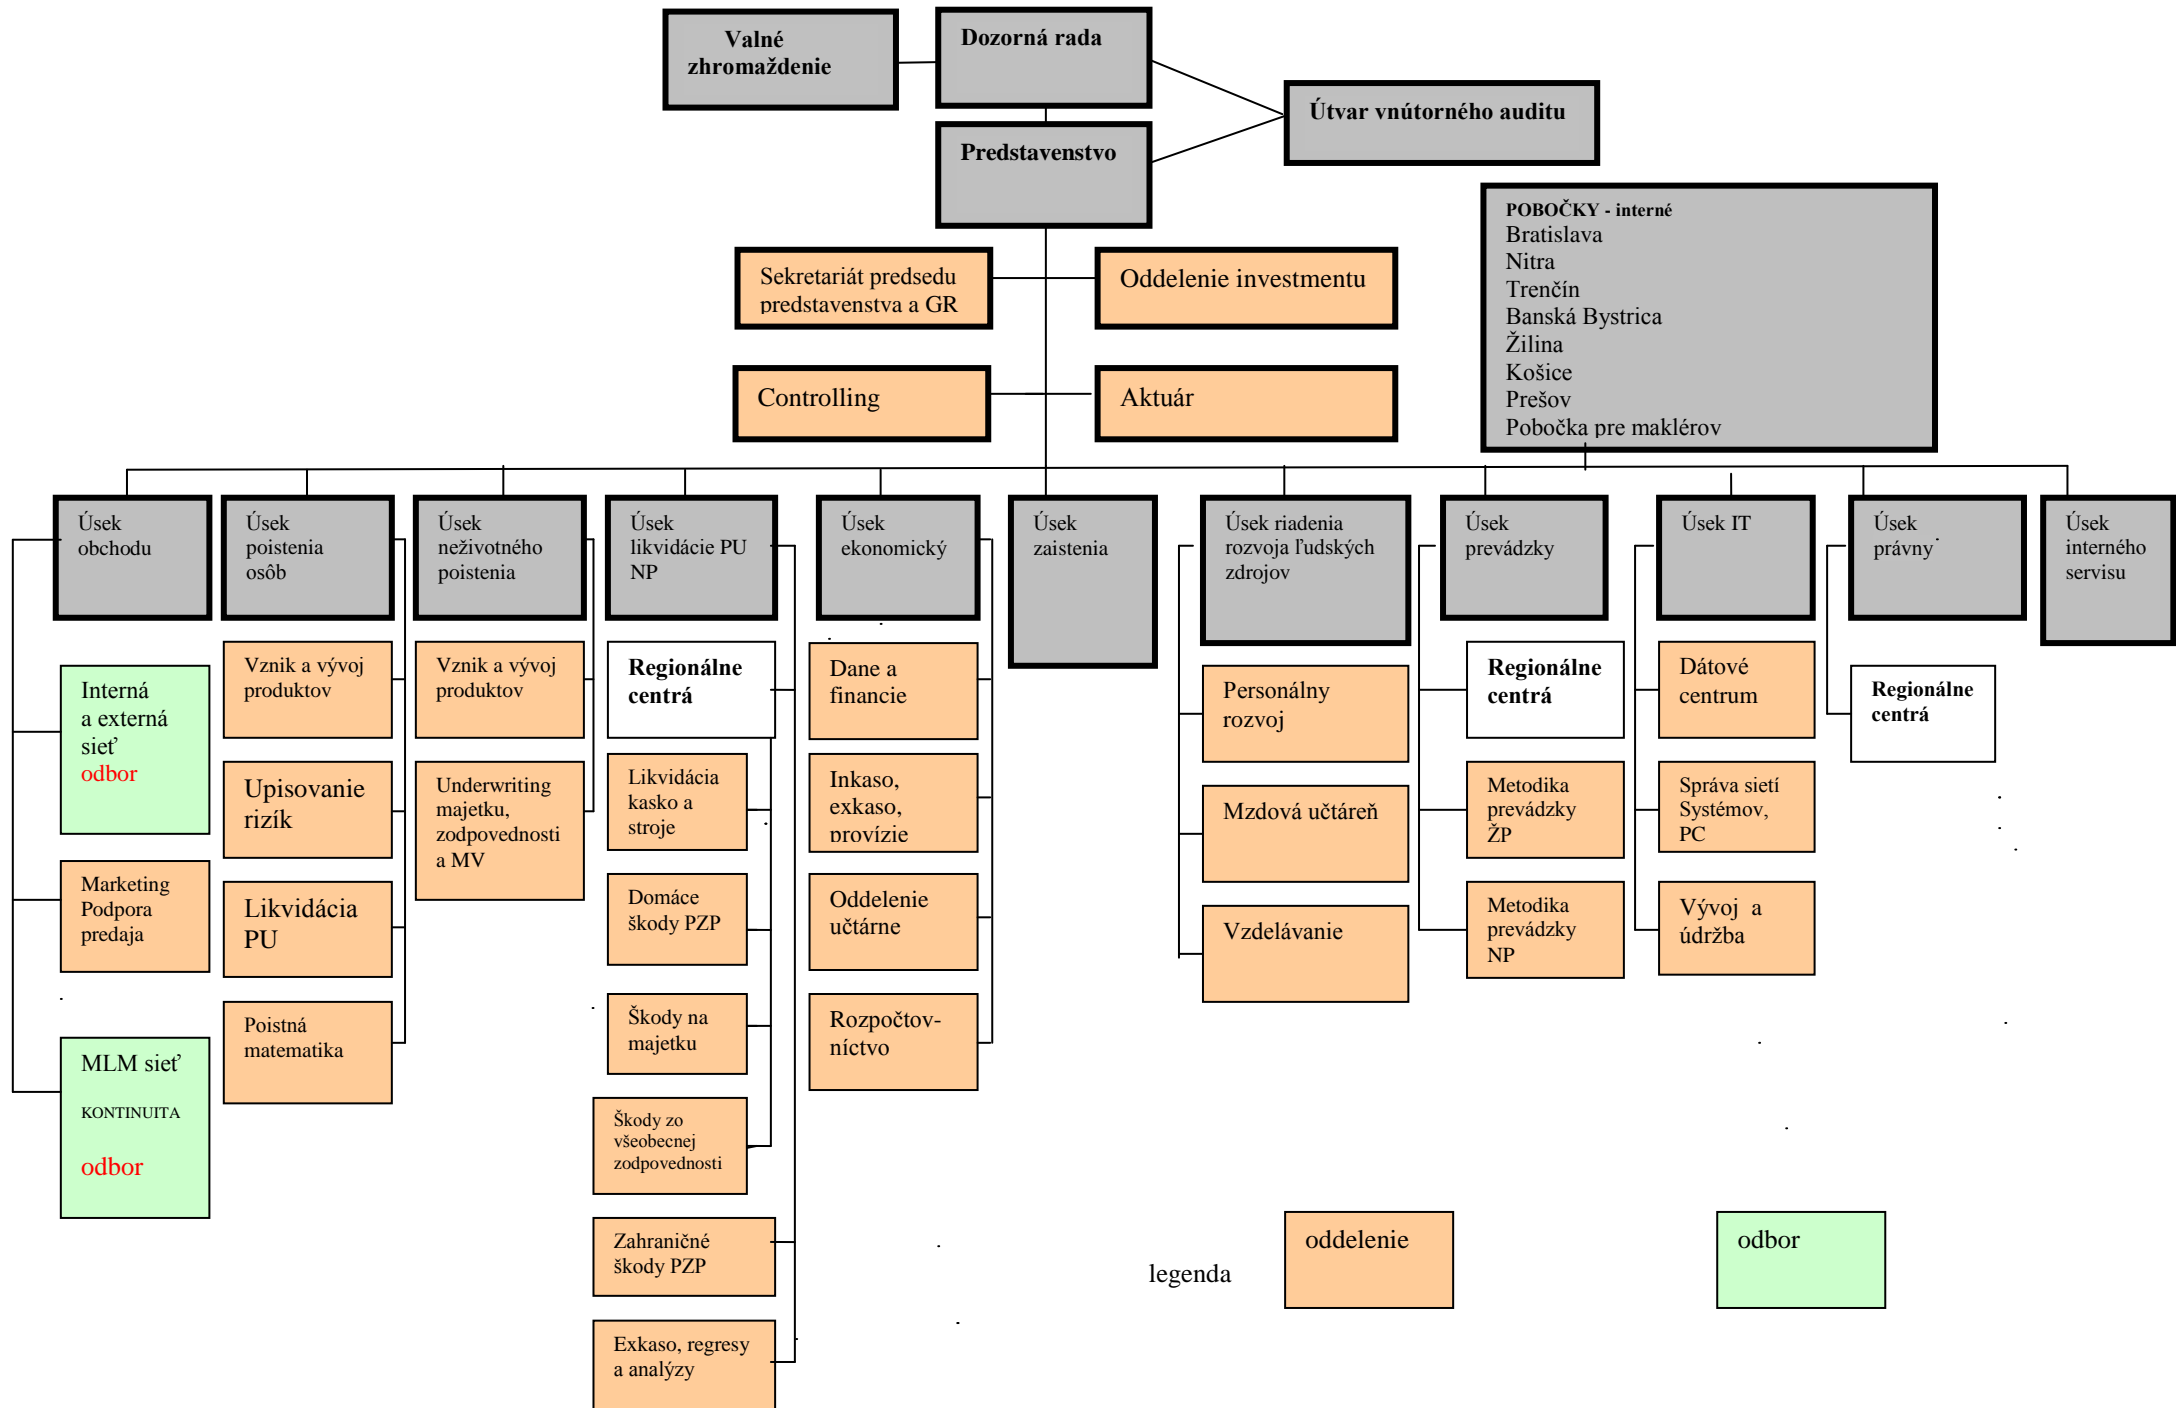 Valné
zhromaždenie
Dozorná rada
Útvar vnútorného auditu
Predstavenstvo
POBOČKY - interné
Bratislava
Nitra
Trenčín
Banská Bystrica
Žilina
Košice
Prešov
Pobočka pre maklérov
Sekretariát predsedu
predstavenstva a GR
Oddelenie investmentu
Controlling
Aktuár
Úsek
obchodu
Úsek
poistenia
osôb
Úsek
neživotného
poistenia
Úsek
likvidácie PU
NP
Úsek
ekonomický
Úsek
zaistenia
Úsek riadenia
rozvoja ľudských
zdrojov
Úsek
prevádzky
Úsek IT
Úsek
právny
Úsek
interného
servisu
Interná
a externá
sieť
odbor
Marketing
Podpora
predaja
MLM sieť
KONTINUITA
odbor
Vznik a vývoj
produktov
Upisovanie
rizík
Likvidácia
PU
Poistná
matematika
Vznik a vývoj
produktov
Underwriting
majetku,
zodpovednosti
a MV
Regionálne
centrá
Likvidácia
kasko a
stroje
Domáce
škody PZP
Škody na
majetku
Škody zo
všeobecnej
zodpovednosti
Zahraničné
škody PZP
Exkaso, regresy
a analýzy
Dane a
financie
Inkaso,
exkaso,
provízie
Oddelenie
učtárne
Rozpočtov-
níctvo
Personálny
rozvoj
Mzdová učtáreň
Vzdelávanie
Regionálne
centrá
Metodika
prevádzky
ŽP
Metodika
prevádzky
NP
Dátové
centrum
Správa sietí
Systémov,
PC
Vývoj a
údržba
Regionálne
centrá
legenda
oddelenie
odbor